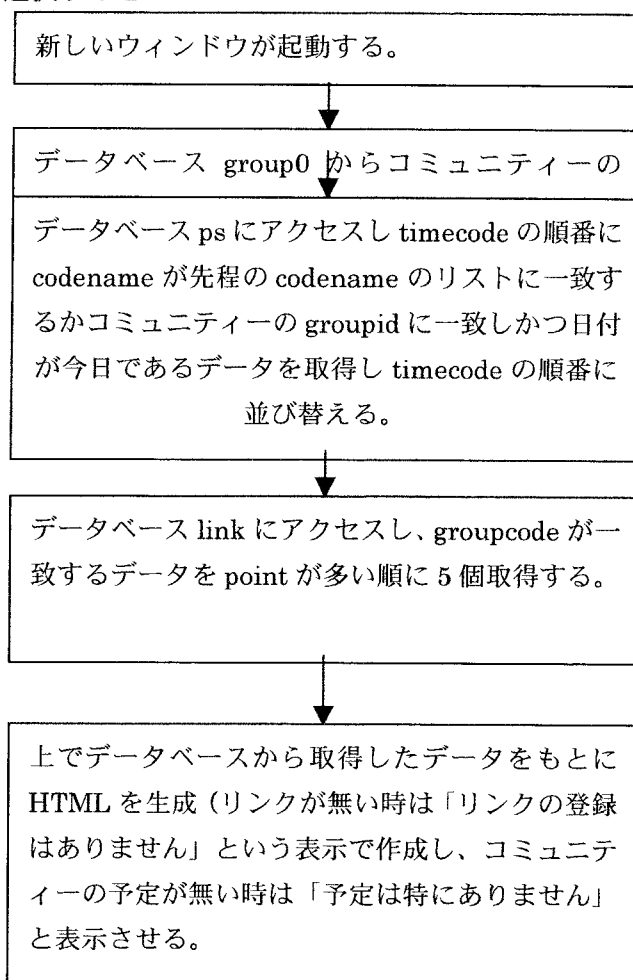 新しいウィンドウが起動する。
データベース group0 からコミュニティーの
データベース ps にアクセスし timecode の順番に
codename が先程の codename のリストに一致す
るかコミュニティーの groupid に一致しかつ日付
が今日であるデータを取得し timecode の順番に
並び替える。
データベース link にアクセスし、groupcode が一
致するデータを point が多い順に 5 個取得する。
上でデータベースから取得したデータをもとに
HTML を生成（リンクが無い時は「リンクの登録
はありません」という表示で作成し、コミュニテ
ィーの予定が無い時は「予定は特にありません」
と表示させる。